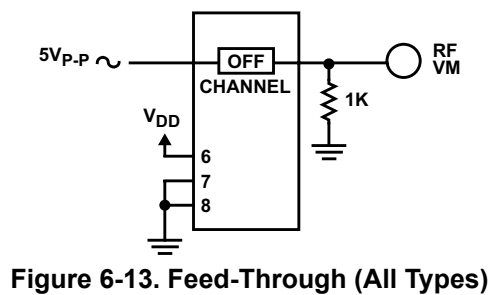 5VP-P
OFF
CHANNEL
RF
VM
1K
VDD
6
7
8
Figure 6-13. Feed-Through (All Types)